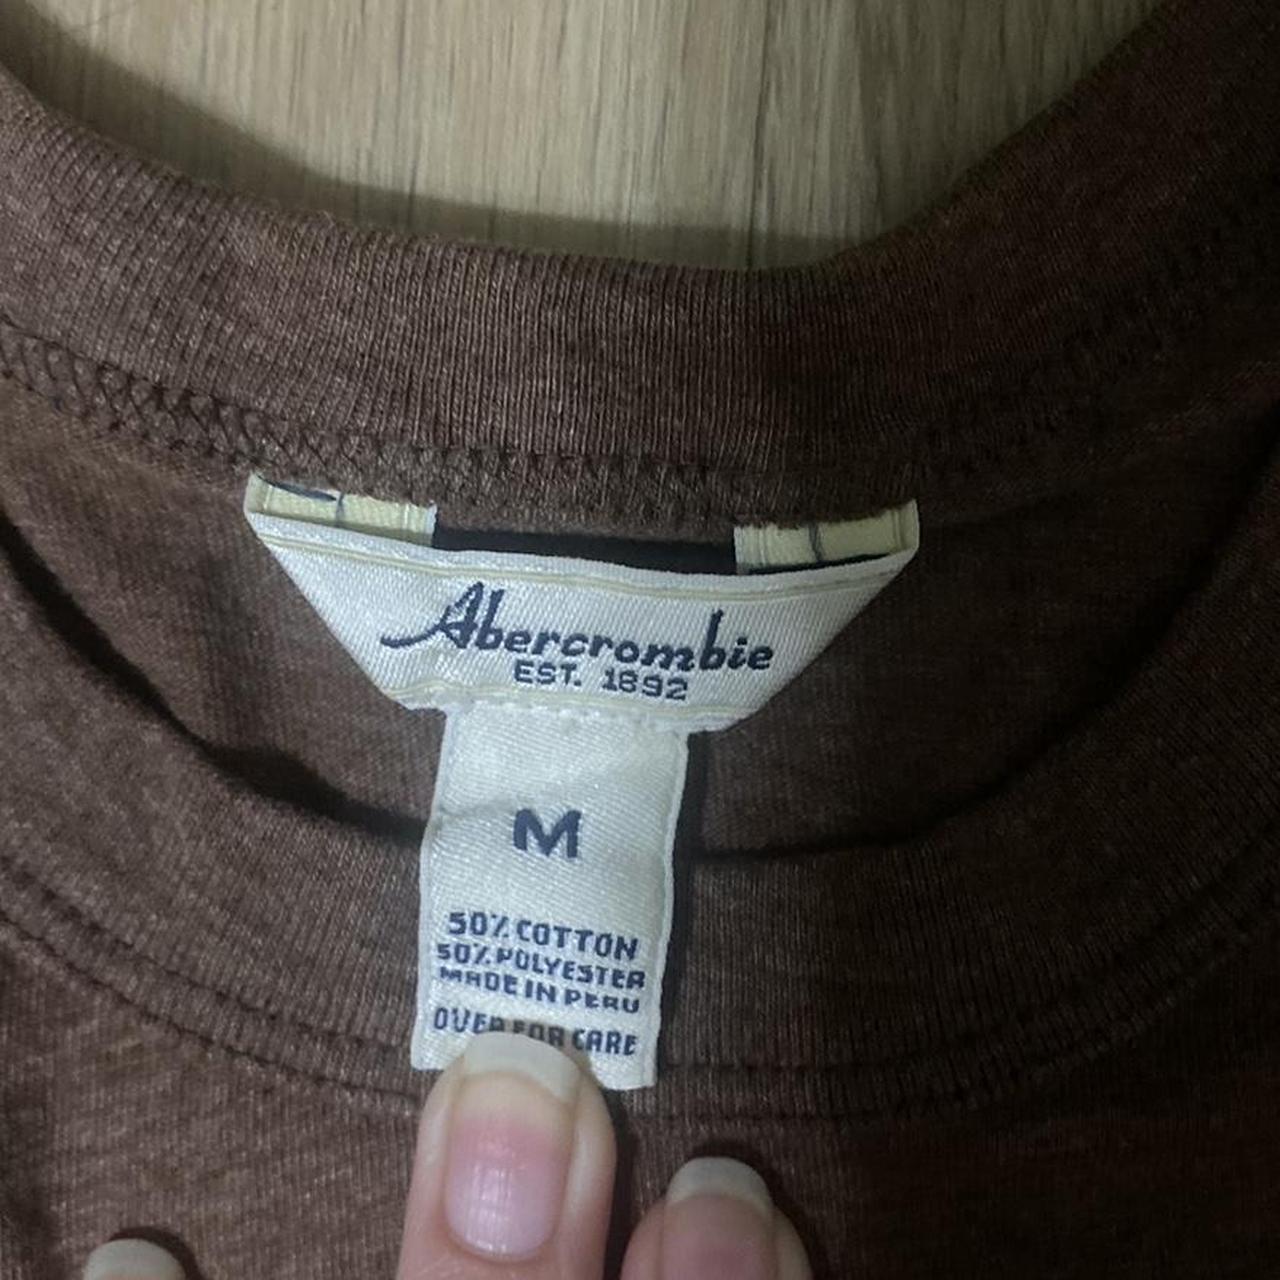 Abercrombie
EST. 1892
M
50% COTTON
50% POLYESTER
MADE IN PERU
OVER FOR CARE